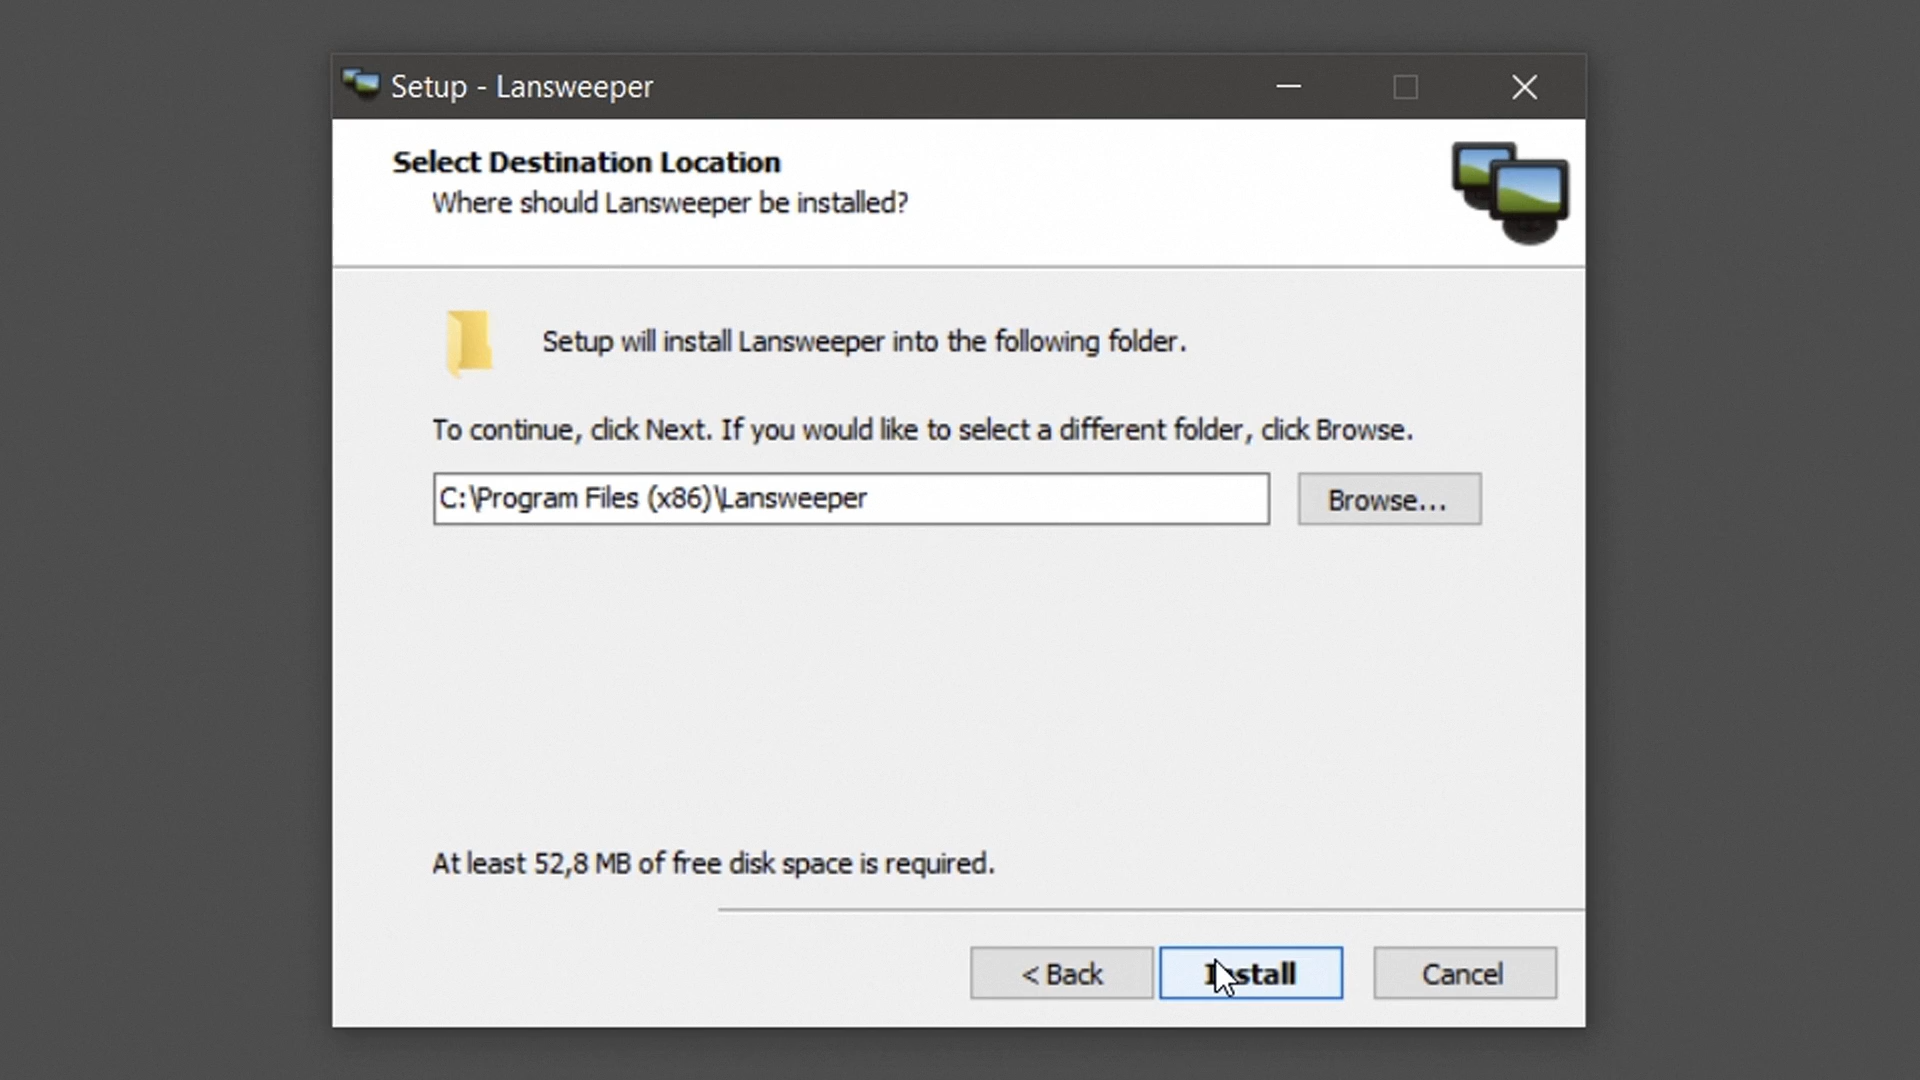 Setup - Lansweeper
Select Destination Location
Where should Lansweeper be installed?
Setup will install Lansweeper into the following folder.
To continue, click Next. If you would like to select a different folder, click Browse.
C:\Program Files (x86)\Lansweeper
Browse...
At least 52,8 MB of free disk space is required.
< Back
Install
Cancel